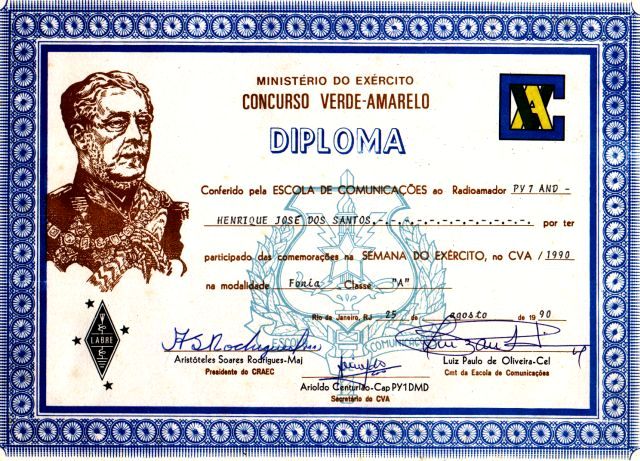 MINISTÉRIO DO EXÉRCITO
CONCURSO VERDE-AMARELO
DIPLOMA
Conferido pela ESCOLA DE COMUNICAÇÕES ao Radioamador PY7 AND -
HENRIQUE JOSÉ DOS SANTOS.-.-.-.-.-.-.-.-.-.-.-.-. por ter
participado das comemorações na SEMANA DO EXÉRCITO, no CVA /1990
na modalidade Fonia Classe "A"
Rio de Janeiro, RJ 25 de agosto de 1990
ESCOLA COMUNICAÇÕES
LABRE
Aristóteles Soares Rodrigues-Maj
Presidente do CRAEC
Luiz Paulo de Oliveira-Cel
Cmt da Escola de Comunicações
Arioldo Centurião-Cap PY1DMD
Secretário do CVA